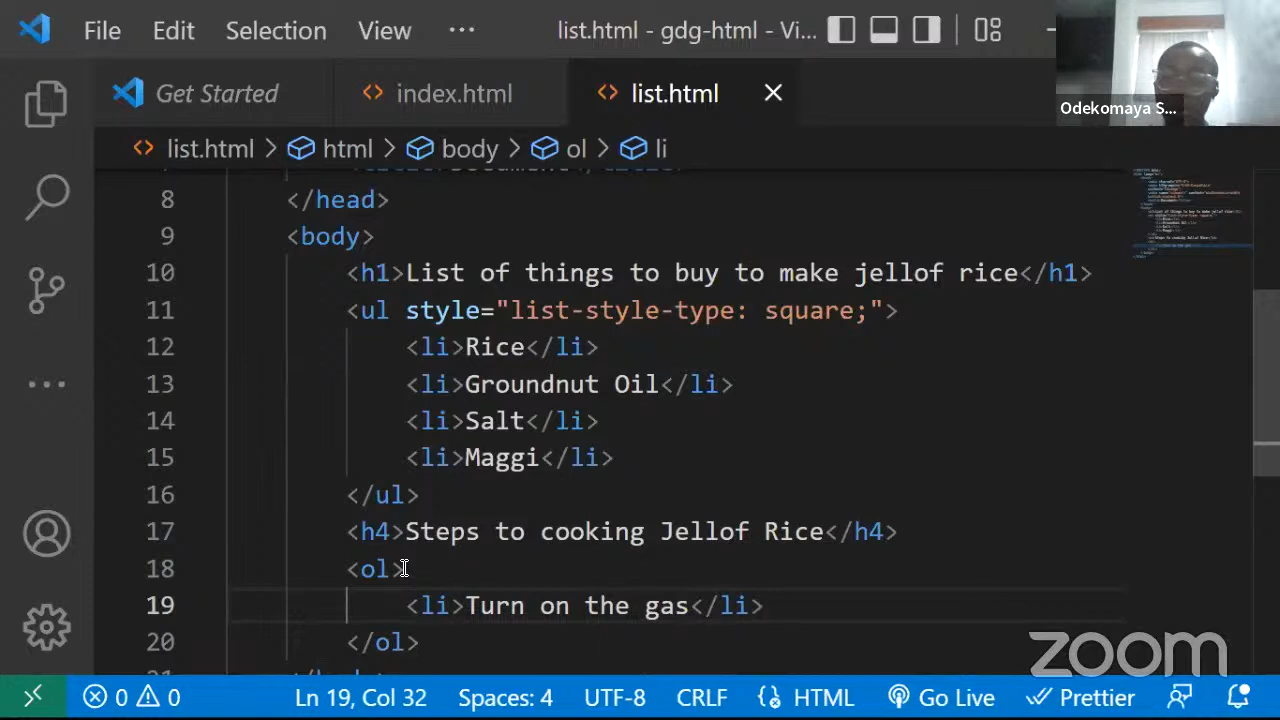 File Edit Selection View ··· list.html - gdg-html - Vi...
Get Started index.html list.html
Odekomaya S...
list.html > html > body > ol > li
8 </head>
9 <body>
10 <h1>List of things to buy to make jellof rice</h1>
11 <ul style="list-style-type: square;">
12 <li>Rice</li>
13 <li>Groundnut Oil</li>
14 <li>Salt</li>
15 <li>Maggi</li>
16 </ul>
17 <h4>Steps to cooking Jellof Rice</h4>
18 <ol>
19 <li>Turn on the gas</li>
20 </ol>
zoom
0 0 Ln 19, Col 32 Spaces: 4 UTF-8 CRLF HTML Go Live Prettier